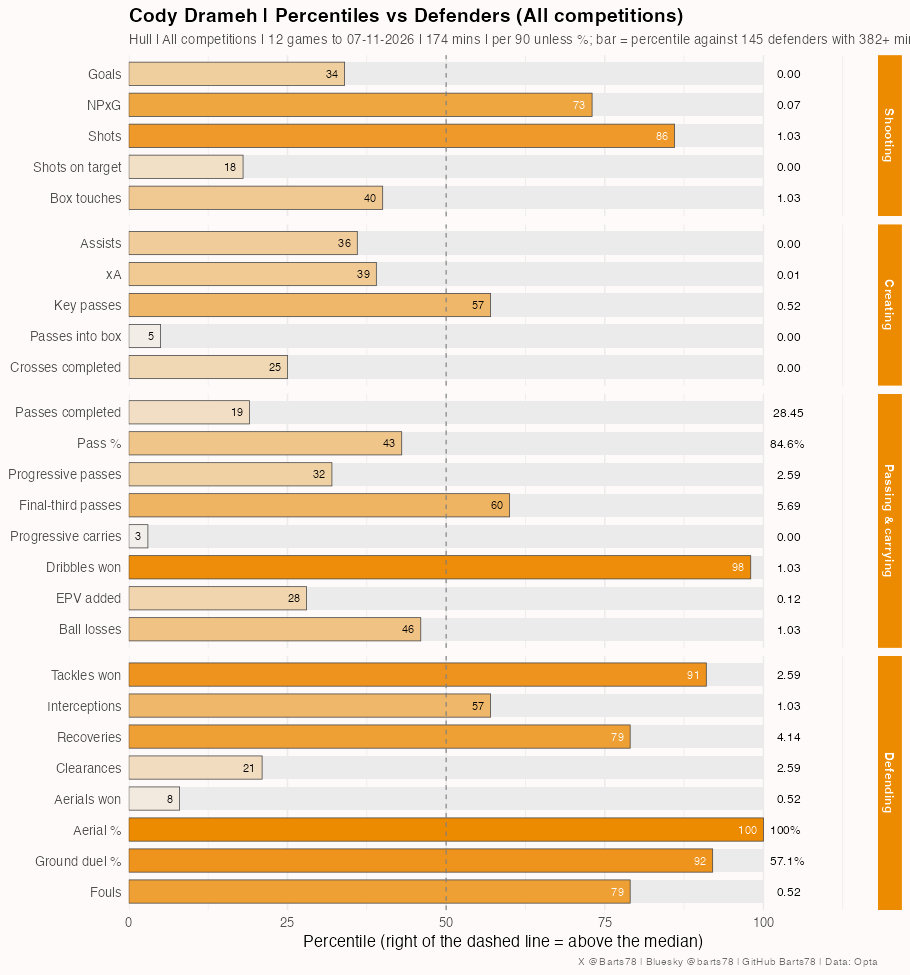 Cody Drameh | Percentiles vs Defenders (All competitions)
Hull | All competitions | 12 games to 07-11-2026 | 174 mins | per 90 unless %; bar = percentile against 145 defenders with 382+
Goals 34 0.00
NPxG 73 0.07
Shots 86 1.03
Shots on target 18 0.00
Box touches 40 1.03
Shooting
Assists 36 0.00
xA 39 0.01
Key passes 57 0.52
Passes into box 5 0.00
Crosses completed 25 0.00
Creating
Passes completed 19 28.45
Pass % 43 84.6%
Progressive passes 32 2.59
Final-third passes 60 5.69
Progressive carries 3 0.00
Dribbles won 98 1.03
EPV added 28 0.12
Ball losses 46 1.03
Passing & carrying
Tackles won 91 2.59
Interceptions 57 1.03
Recoveries 79 4.14
Clearances 21 2.59
Aerials won 8 0.52
Aerial % 100 100%
Ground duel % 92 57.1%
Fouls 79 0.52
Defending
0 25 50 75 100
Percentile (right of the dashed line = above the median)
X @Barts78 | Bluesky @barts78 | GitHub Barts78 | Data: Opta